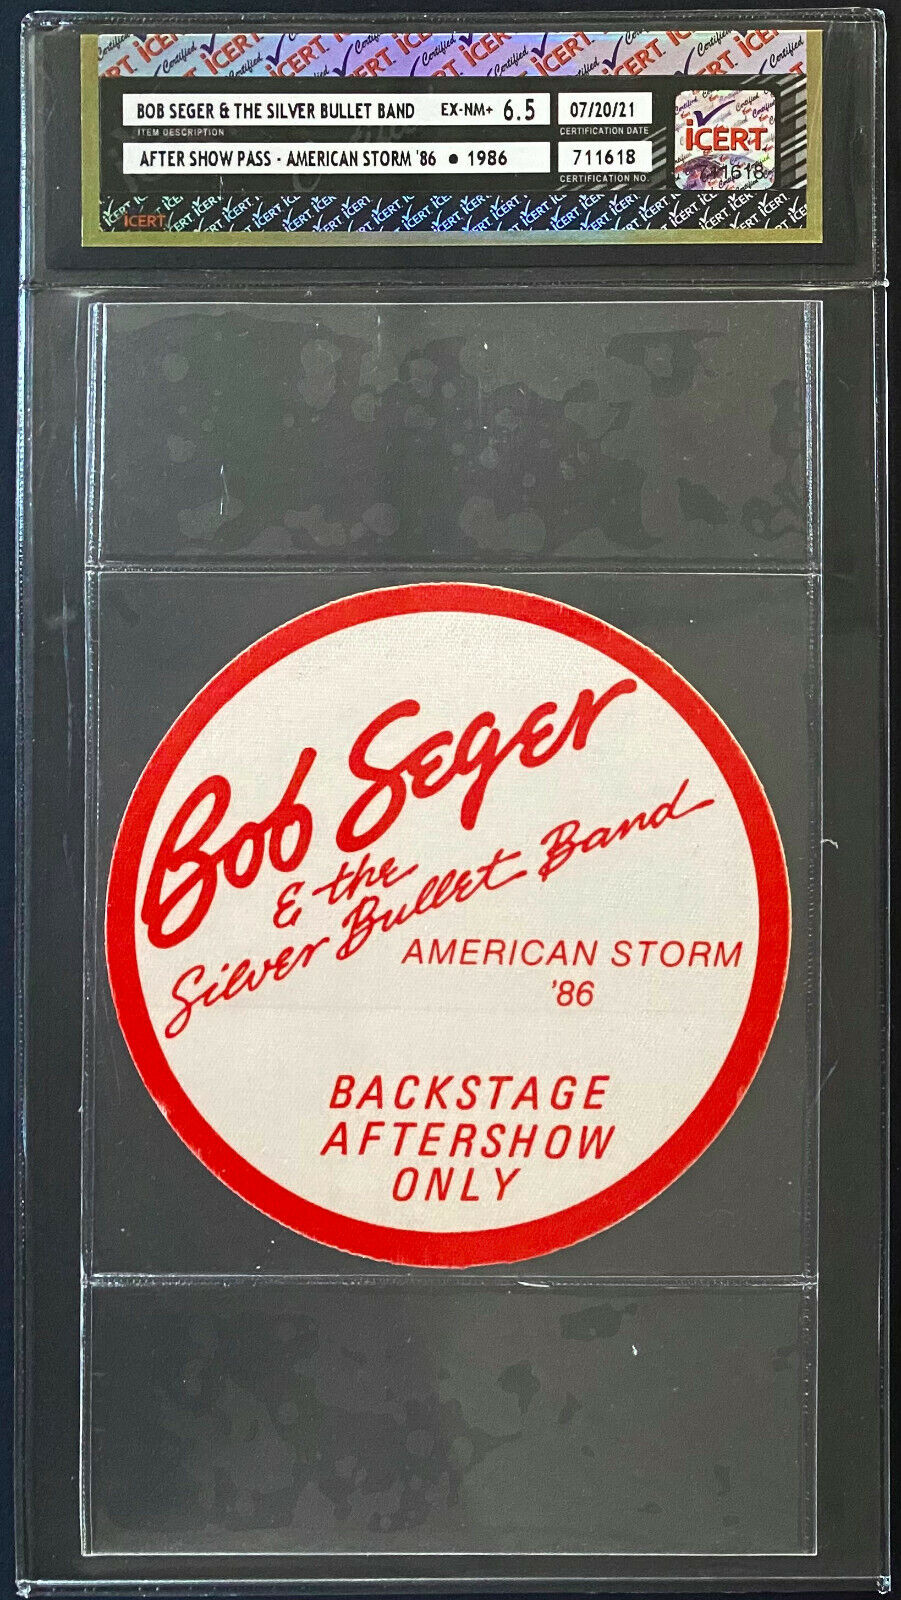 BOB SEGER & THE SILVER BULLET BAND EX-NM+ 6.5 07/20/21
ITEM DESCRIPTION CERTIFICATION DATE
AFTER SHOW PASS - AMERICAN STORM '86 • 1986 711618
CERTIFICATION NO.
iCERT
711618
iCERT
Bob Seger
& the
Silver Bullet Band
AMERICAN STORM
'86
BACKSTAGE
AFTERSHOW
ONLY